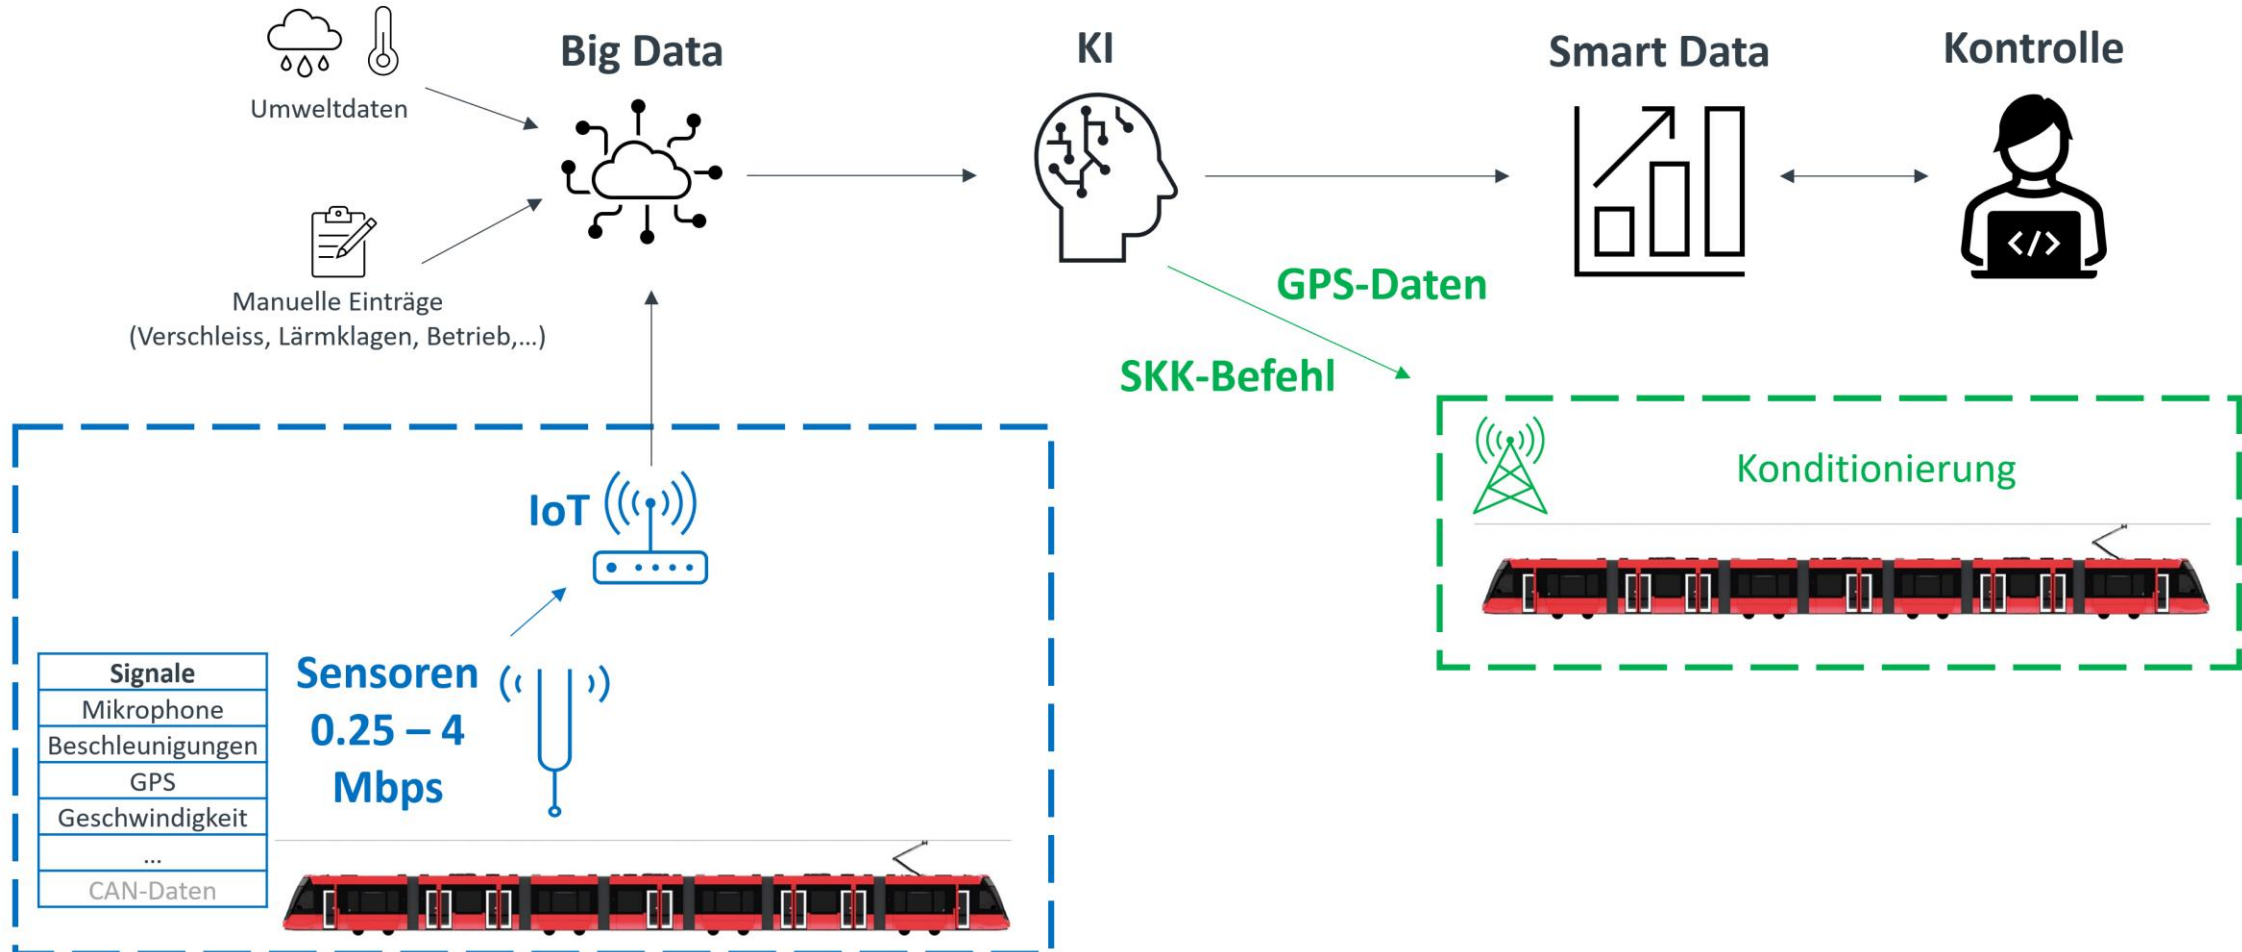 Big Data
KI
Smart Data
Kontrolle
Umweltdaten
</>
Manuelle Einträge
(Verschleiss, Lärmklagen, Betrieb,...)
GPS-Daten
SKK-Befehl
Konditionierung
IoT
Signale
Mikrophone
Beschleunigungen
GPS
Geschwindigkeit
...
CAN-Daten
Sensoren
0.25 – 4
Mbps